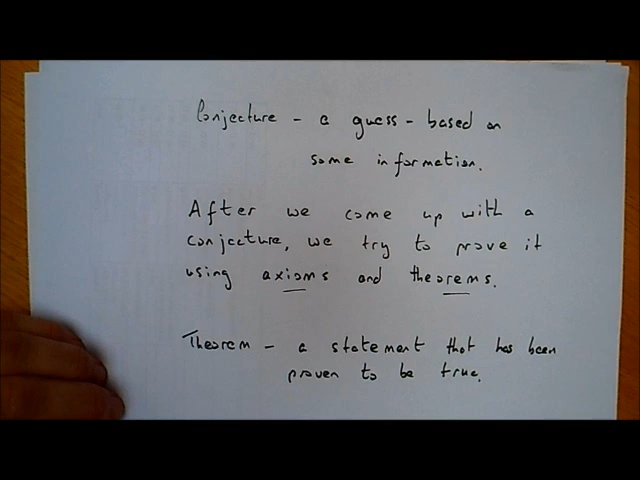 Conjecture - a guess - based on
some information.
After we come up with a
conjecture, we try to prove it
using axioms and theorems.
Theorem - a statement that has been
proven to be true.